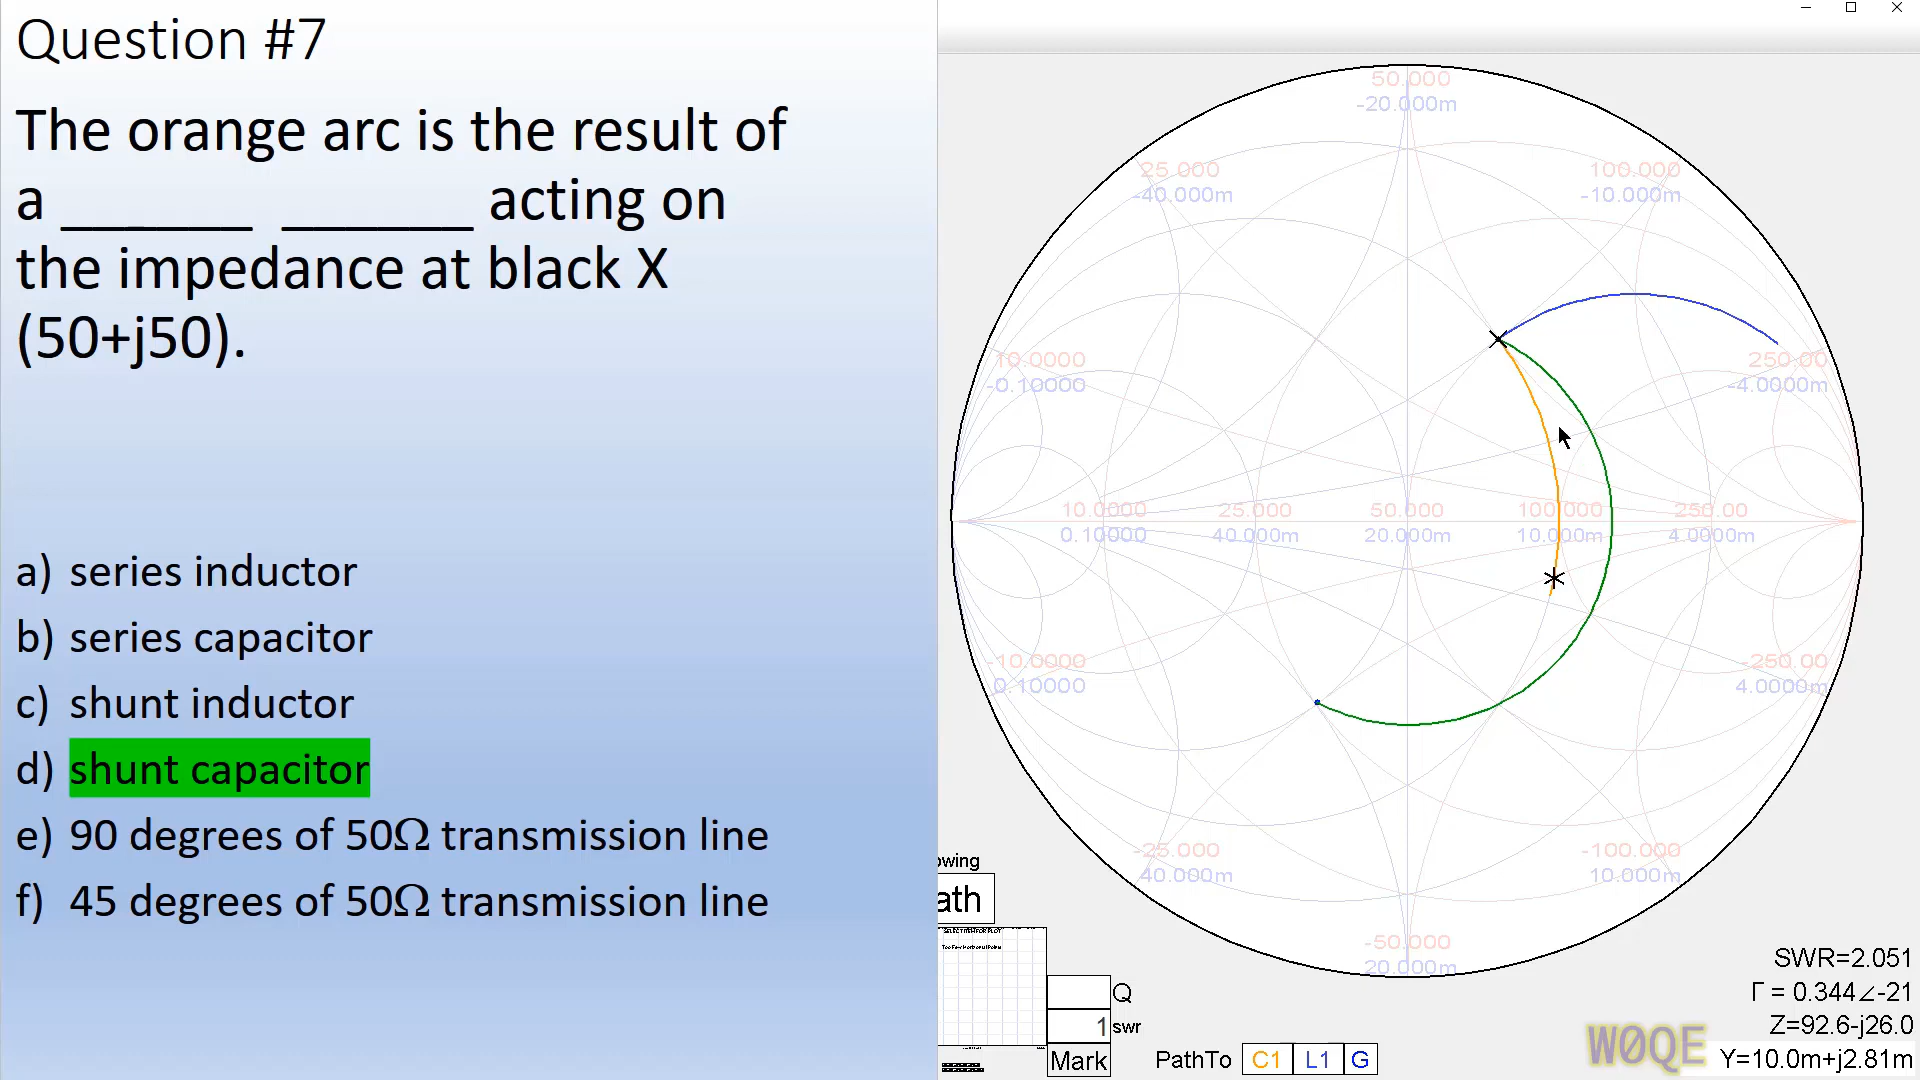 Question #7
The orange arc is the result of
a ______ ______ acting on
the impedance at black X
(50+j50).
a) series inductor
b) series capacitor
c) shunt inductor
d) shunt capacitor
e) 90 degrees of 50Ω transmission line
f) 45 degrees of 50Ω transmission line
50.000
-20.000m
25.000
-40.000m
100.000
-10.000m
10.0000
-0.10000
250.00
-4.0000m
10.0000 25.000 50.000 100.000 250.00
0.10000 40.000m 20.000m 10.000m 4.0000m
-10.0000
0.10000
-250.00
4.0000m
-25.000
40.000m
-100.000
10.000m
-50.000
20.000m
owing
ath
Q
1 swr
Mark
PathTo C1 L1 G
SWR=2.051
Γ = 0.344∠-21
Z=92.6-j26.0
Y=10.0m+j2.81m
W0QE